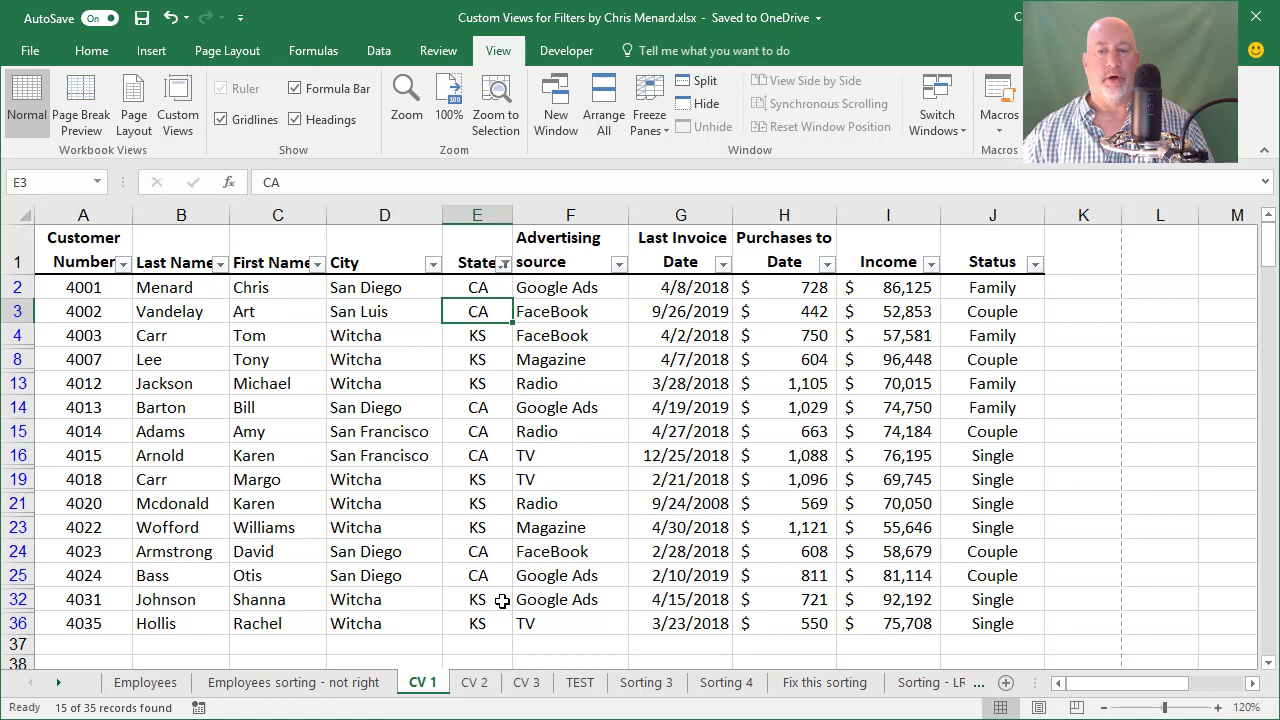 AutoSave On Custom Views for Filters by Chris Menard.xlsx - Saved to OneDrive C
File Home Insert Page Layout Formulas Data Review View Developer Tell me what you want to do
Normal Page Break Preview Page Layout Custom Views
Workbook Views
Ruler Formula Bar
Gridlines Headings
Show
Zoom 100% Zoom to Selection
Zoom
New Window Arrange All Freeze Panes
Split
Hide
Unhide
View Side by Side
Synchronous Scrolling
Reset Window Position
Window
Switch Windows
Macros
Macros
E3 fx CA
A B C D E F G H I J K L M
1 Customer Number Last Name First Name City State Advertising source Last Invoice Date Purchases to Date Income Status
2 4001 Menard Chris San Diego CA Google Ads 4/8/2018 $ 728 $ 86,125 Family
3 4002 Vandelay Art San Luis CA FaceBook 9/26/2019 $ 442 $ 52,853 Couple
4 4003 Carr Tom Witcha KS FaceBook 4/2/2018 $ 750 $ 57,581 Family
8 4007 Lee Tony Witcha KS Magazine 4/7/2018 $ 604 $ 96,448 Couple
13 4012 Jackson Michael Witcha KS Radio 3/28/2018 $ 1,105 $ 70,015 Family
14 4013 Barton Bill San Diego CA Google Ads 4/19/2019 $ 1,029 $ 74,750 Family
15 4014 Adams Amy San Francisco CA Radio 4/27/2018 $ 663 $ 74,184 Couple
16 4015 Arnold Karen San Francisco CA TV 12/25/2018 $ 1,088 $ 76,195 Single
19 4018 Carr Margo Witcha KS TV 2/21/2018 $ 1,096 $ 69,745 Single
21 4020 Mcdonald Karen Witcha KS Radio 9/24/2008 $ 569 $ 70,050 Single
23 4022 Wofford Williams Witcha KS Magazine 4/30/2018 $ 1,121 $ 55,646 Single
24 4023 Armstrong David San Diego CA FaceBook 2/28/2018 $ 608 $ 58,679 Couple
25 4024 Bass Otis San Diego CA Google Ads 2/10/2019 $ 811 $ 81,114 Couple
32 4031 Johnson Shanna Witcha KS Google Ads 4/15/2018 $ 721 $ 92,192 Single
36 4035 Hollis Rachel Witcha KS TV 3/23/2018 $ 550 $ 75,708 Single
37
38
Employees Employees sorting - not right CV 1 CV 2 CV 3 TEST Sorting 3 Sorting 4 Fix this sorting Sorting - LR ...
Ready 15 of 35 records found 120%